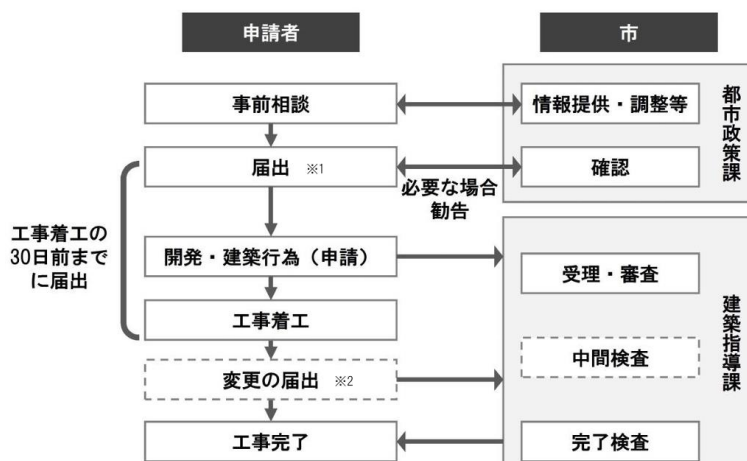 申請者
市
事前相談
情報提供・調整等
都市政策課
届出 ※1
確認
必要な場合
勧告
工事着工の
30日前まで
に届出
開発・建築行為（申請）
受理・審査
建築指導課
工事着工
中間検査
変更の届出 ※2
工事完了
完了検査